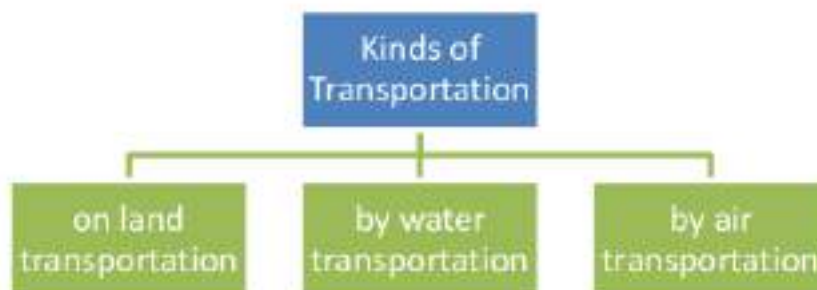 Kinds of
Transportation
on land
transportation
by water
transportation
by air
transportation